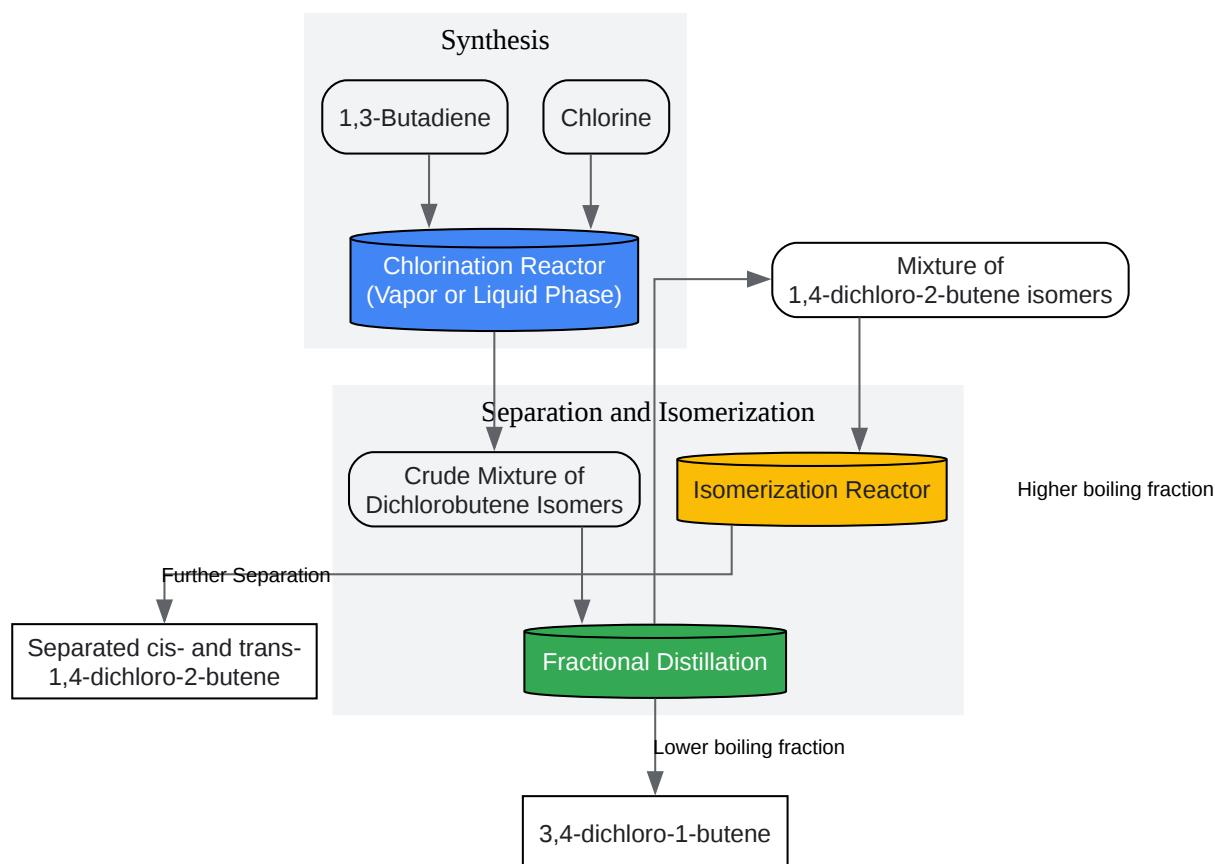 Synthesis
1,3-Butadiene
Chlorine
Chlorination Reactor
(Vapor or Liquid Phase)
Mixture of
1,4-dichloro-2-butene isomers
Separation and Isomerization
Crude Mixture of
Dichlorobutene Isomers
Isomerization Reactor
Higher boiling fraction
Further Separation
Separated cis- and trans-
1,4-dichloro-2-butene
Fractional Distillation
Lower boiling fraction
3,4-dichloro-1-butene